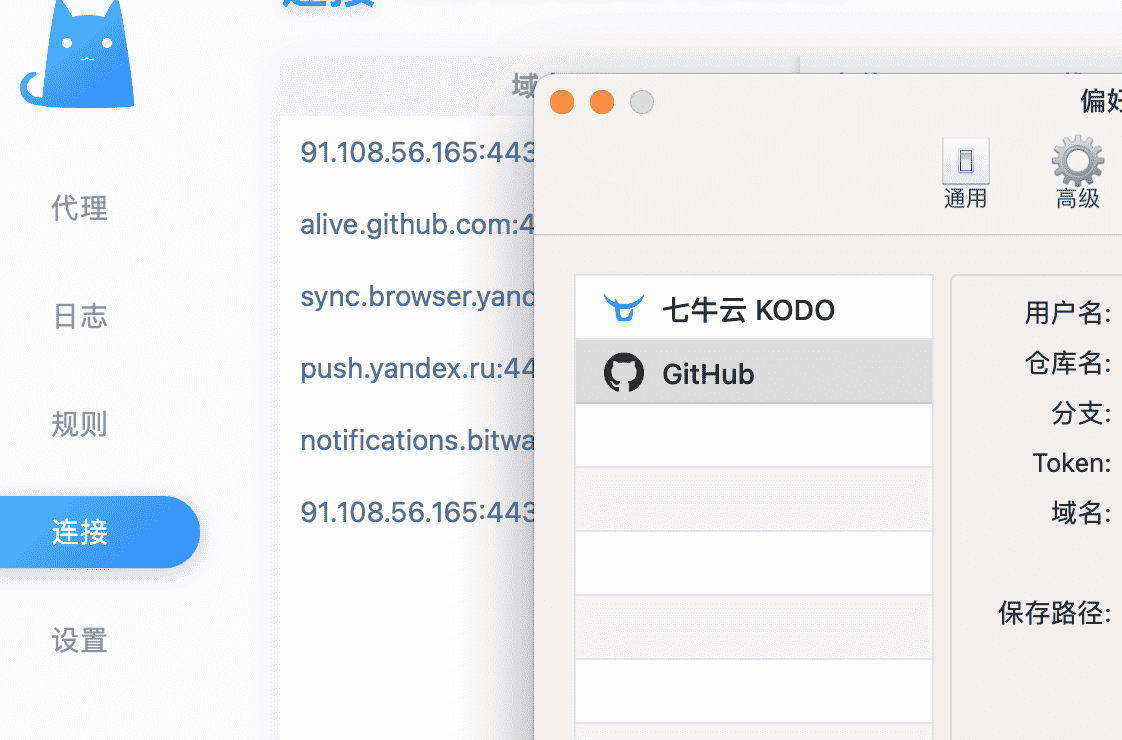 连接
代理
日志
规则
连接
设置
域
91.108.56.165:443
alive.github.com:4
sync.browser.yand
push.yandex.ru:44
notifications.bitwa
91.108.56.165:443
偏好
通用
高级
七牛云 KODO
GitHub
用户名:
仓库名:
分支:
Token:
域名:
保存路径: